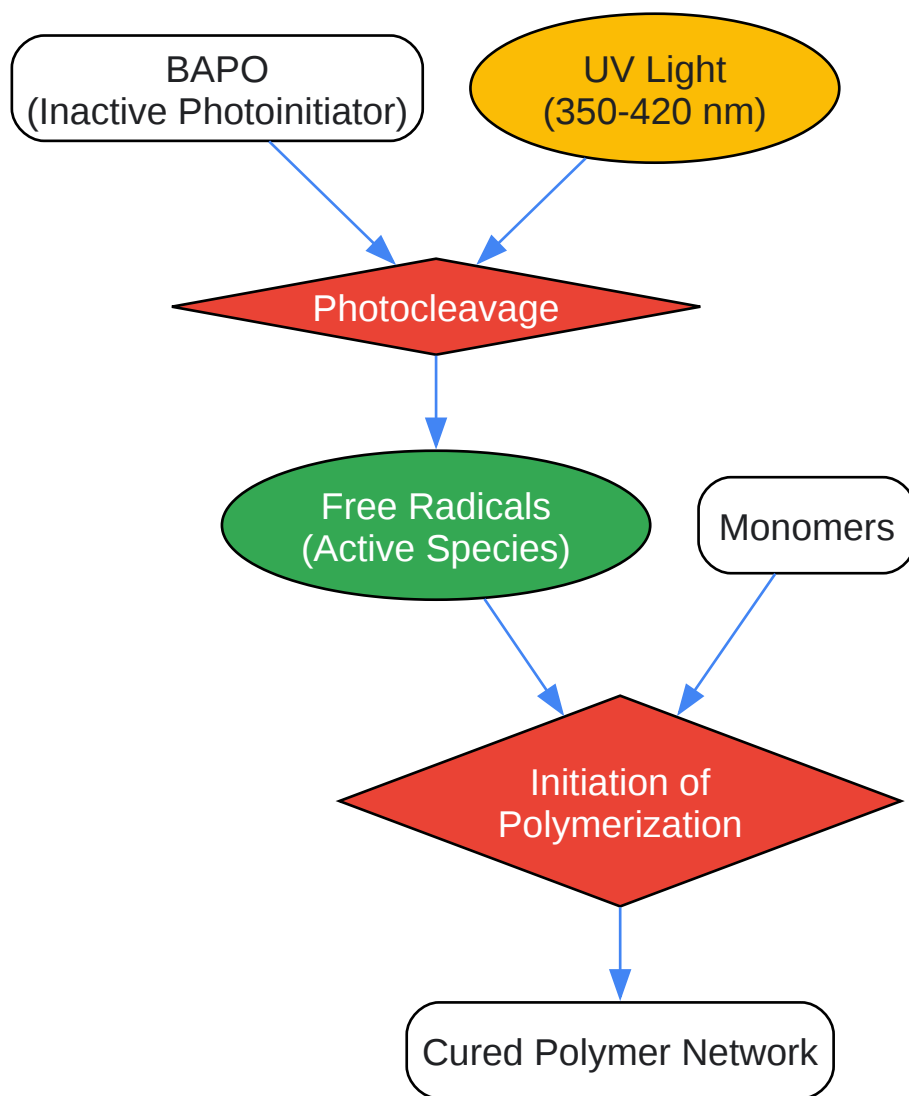 BAPO
(Inactive Photoinitiator)
UV Light
(350-420 nm)
Photocleavage
Free Radicals
(Active Species)
Monomers
Initiation of
Polymerization
Cured Polymer Network